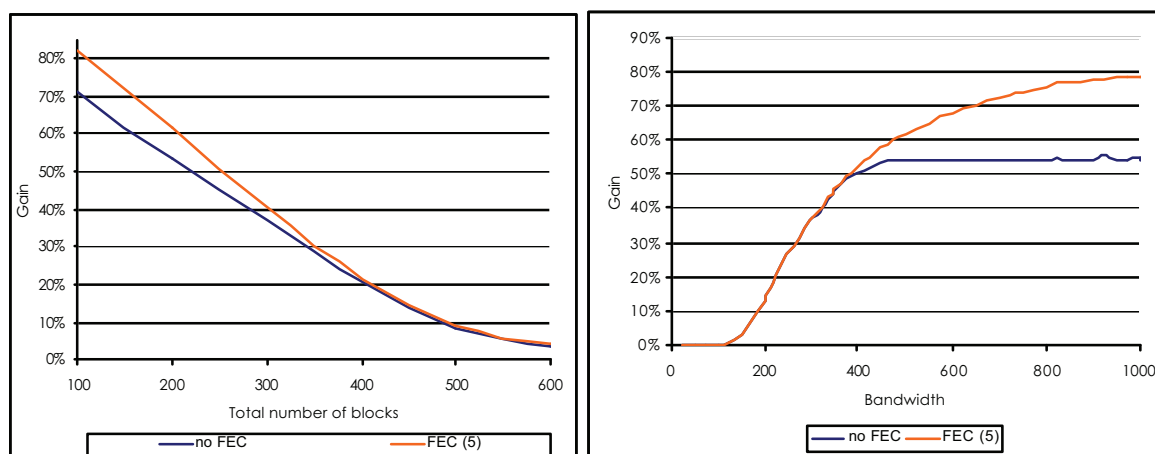 80%
70%
60%
50%
40%
30%
20%
10%
0%
Gain
100 200 300 400 500 600
Total number of blocks
no FEC FEC (5)
90%
80%
70%
60%
50%
40%
30%
20%
10%
0%
Gain
0 200 400 600 800 1000
Bandwidth
no FEC FEC (5)